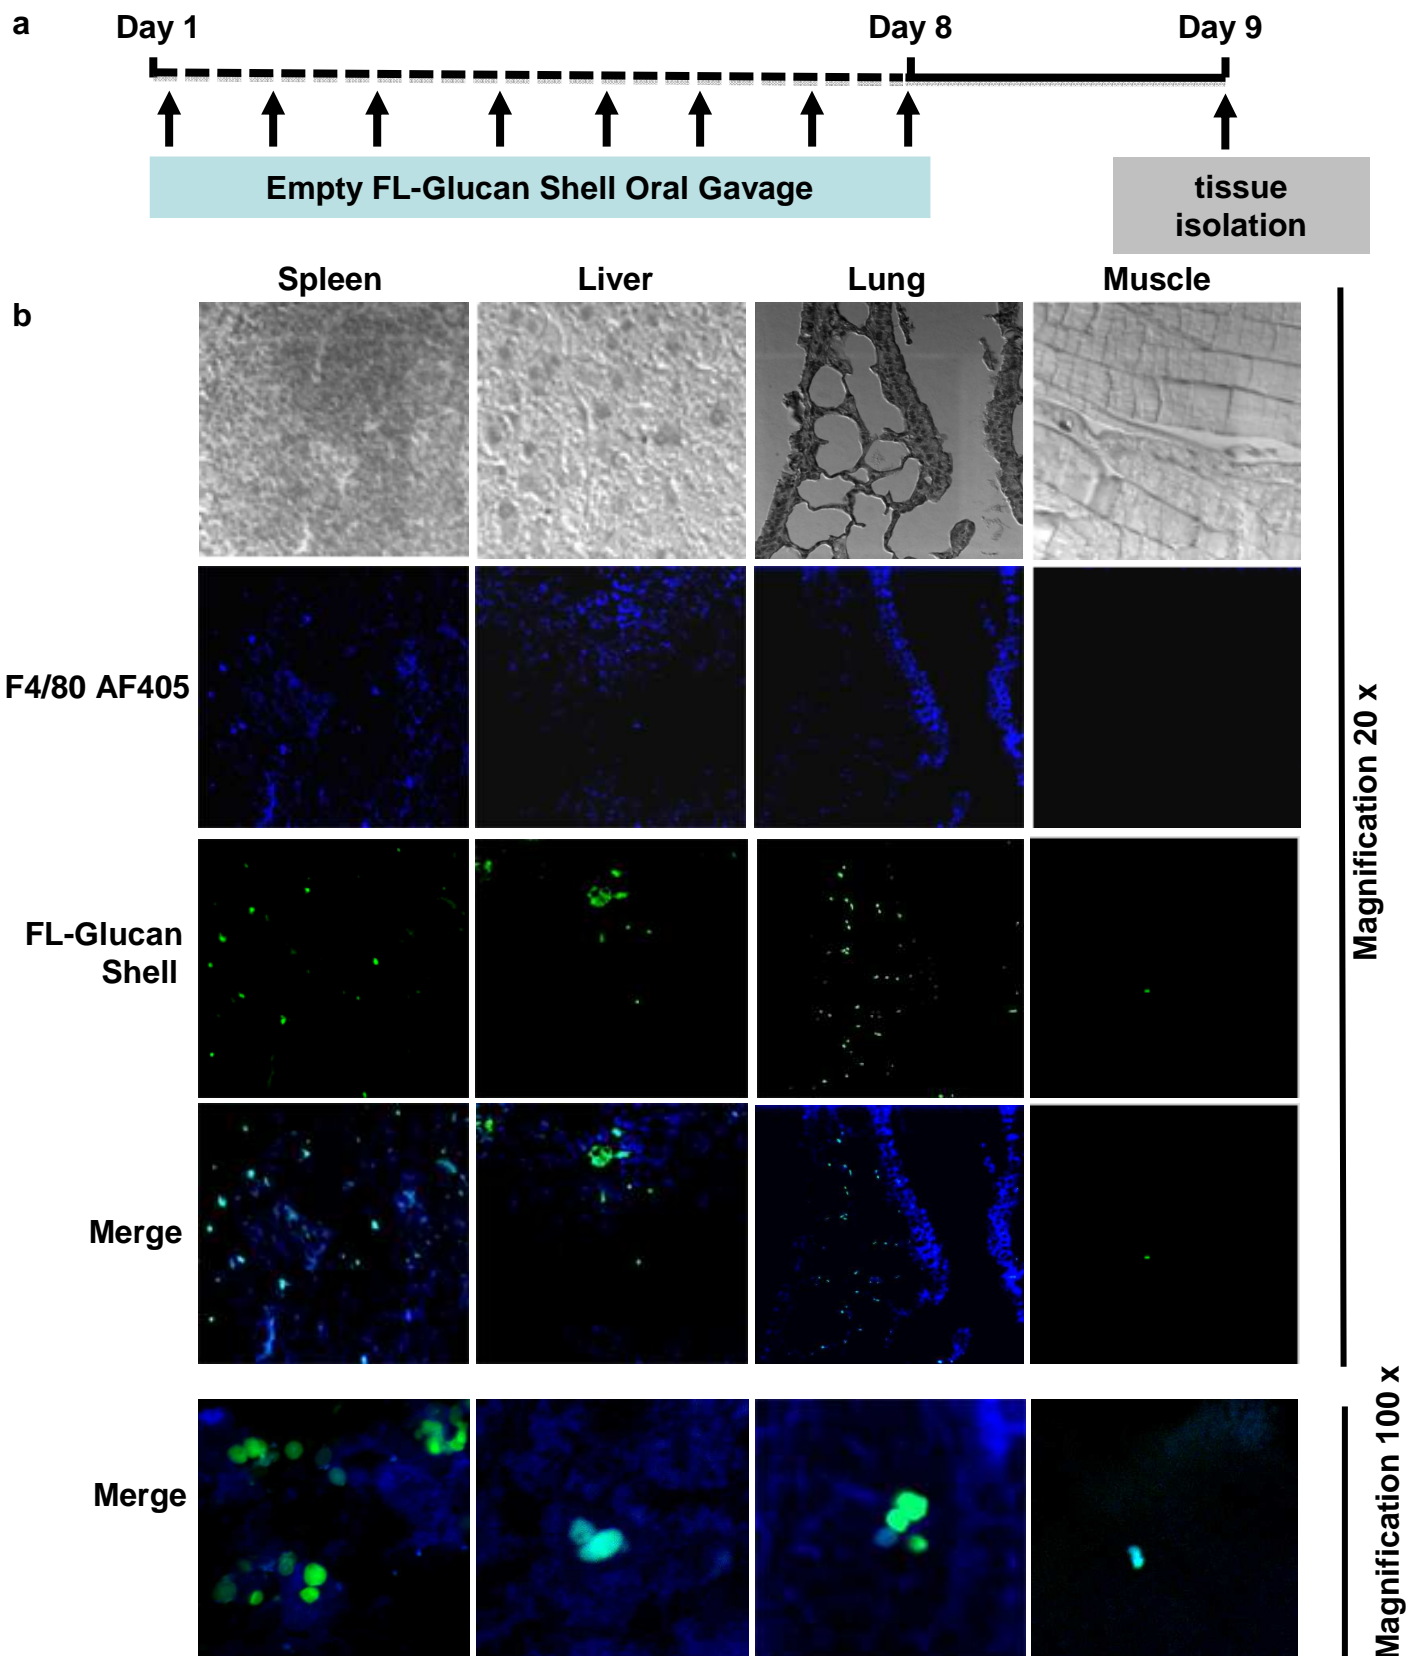 a
Day 1
Day 8
Day 9
Empty FL-Glucan Shell Oral Gavage
tissue
isolation
b
Spleen
Liver
Lung
Muscle
F4/80 AF405
FL-Glucan
Shell
Merge
Merge
Magnification 20 x
Magnification 100 x